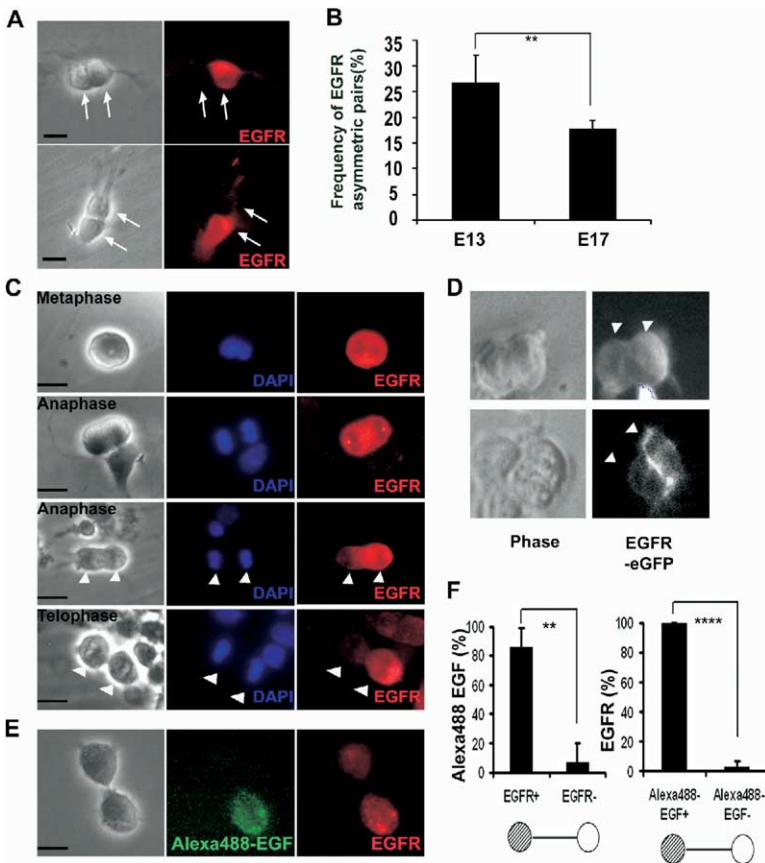 A
EGFR
EGFR
B
Frequency of EGFR
asymmetric pairs(%)
35
30
25
20
15
10
5
0
**
E13
E17
C
Metaphase
DAPI
EGFR
Anaphase
DAPI
EGFR
Anaphase
DAPI
EGFR
Telophase
DAPI
EGFR
D
Phase
EGFR
-eGFP
E
Alexa488-EGF
EGFR
F
Alexa488 EGF (%)
100
80
60
40
20
0
**
EGFR+
EGFR-
EGFR (%)
100
80
60
40
20
0
****
Alexa488-
EGF+
Alexa488-
EGF-